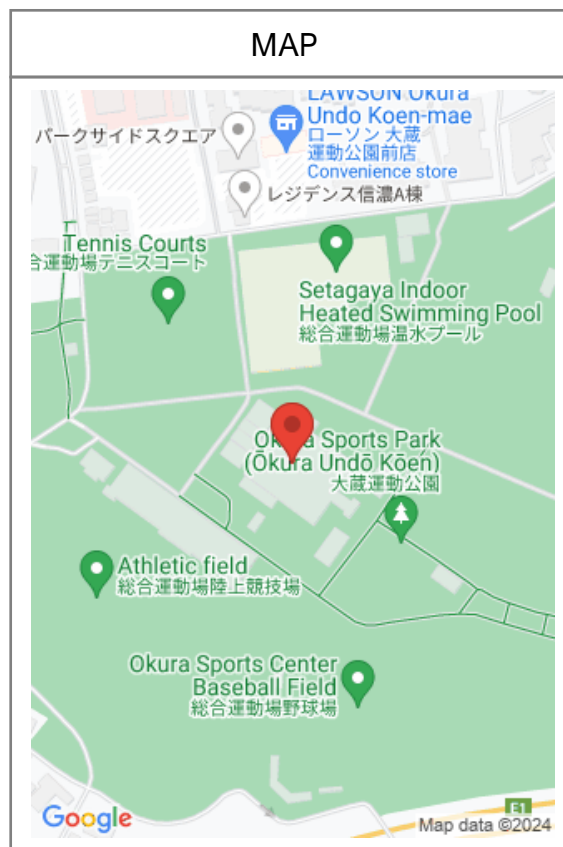 MAP
LAWSON Okura
Undo Koen-mae
ローソン 大蔵
運動公園前店
Convenience store
パークサイドスクエア
レジデンス信濃A棟
Tennis Courts
合運動場テニスコート
Setagaya Indoor
Heated Swimming Pool
総合運動場温水プール
Okura Sports Park
(Ōkura Undō Kōen)
大蔵運動公園
Athletic field
総合運動場陸上競技場
Okura Sports Center
Baseball Field
総合運動場野球場
E1
Google
Map data ©2024